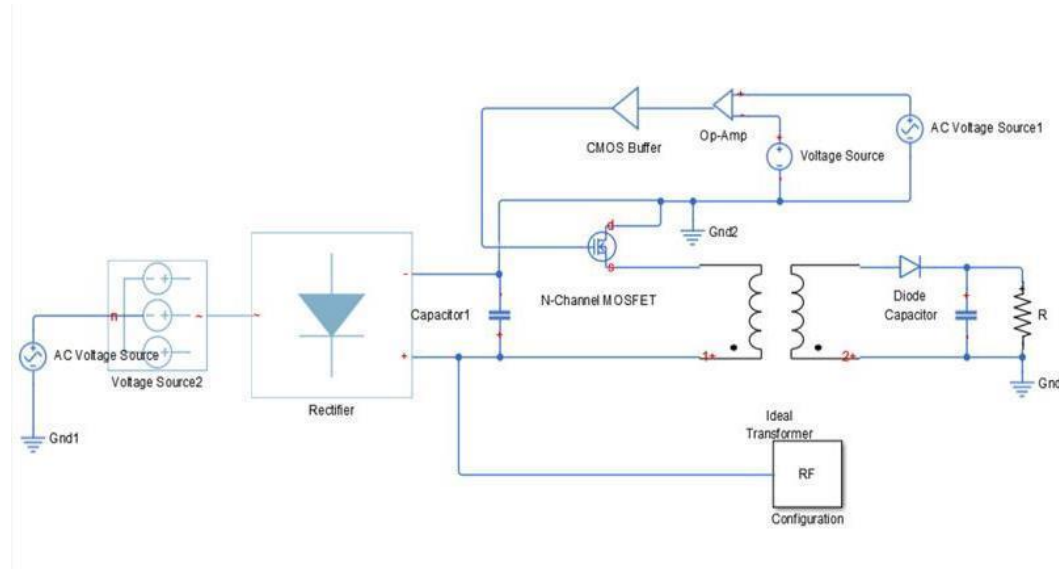 +
-
CMOS Buffer
Op-Amp
+
-
Voltage Source
AC Voltage Source1
Gnd2
d
s
N-Channel MOSFET
n
~
~
-
+
AC Voltage Source
Voltage Source2
Gnd1
Rectifier
Capacitor1
-
+
1+
2+
Diode
Capacitor
+
-
+
R
Gnd
Ideal
Transformer
RF
Configuration